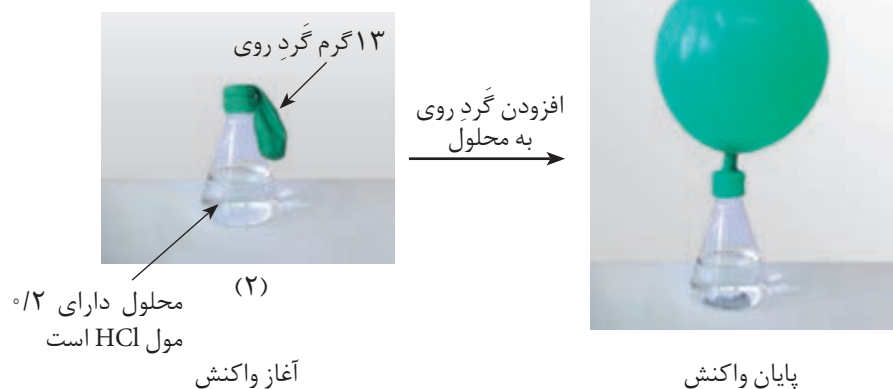 ۱۳گرم گَردِ روی
افزودن گَردِ روی
به محلول
(۲)
محلول دارای ۰/۲
مول HCl است
آغاز واکنش
پایان واکنش